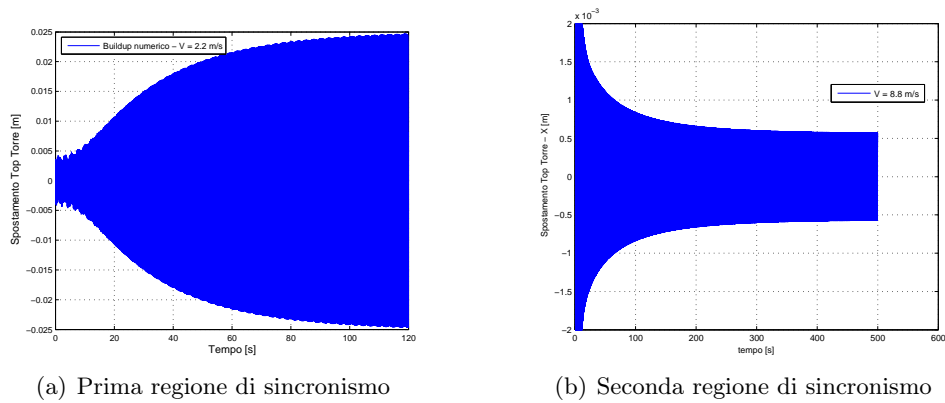 Buildup numerico − V = 2.2 m/s
Spostamento Top Torre [m]
0.025
0.02
0.015
0.01
0.005
0
−0.005
−0.01
−0.015
−0.02
−0.025
0 20 40 60 80 100 120
Tempo [s]
(a) Prima regione di sincronismo
x 10⁻³
V = 8.8 m/s
Spostamento Top Torre − X [m]
2
1.5
1
0.5
0
−0.5
−1
−1.5
−2
0 100 200 300 400 500 600
tempo [s]
(b) Seconda regione di sincronismo